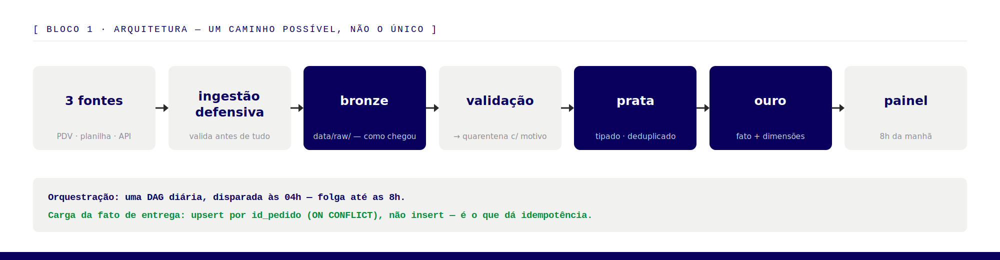 [ BLOCO 1 · ARQUITETURA — UM CAMINHO POSSÍVEL, NÃO O ÚNICO ]
3 fontes
PDV · planilha · API
ingestão
defensiva
valida antes de tudo
bronze
data/raw/ — como chegou
validação
→ quarentena c/ motivo
prata
tipado · deduplicado
ouro
fato + dimensões
painel
8h da manhã
Orquestração: uma DAG diária, disparada às 04h — folga até as 8h.
Carga da fato de entrega: upsert por id_pedido (ON CONFLICT), não insert — é o que dá idempotência.